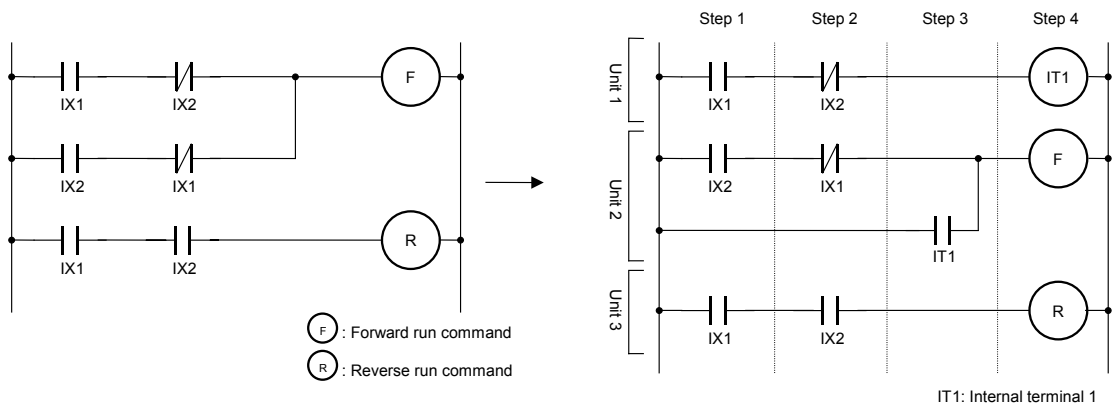 Step 1 Step 2 Step 3 Step 4
Unit 1
Unit 2
Unit 3
F
IX1 IX2
IX2 IX1
R
IX1 IX2
F : Forward run command
R : Reverse run command
IT1
IX1 IX2
F
IX2 IX1
IT1
R
IX1 IX2
IT1: Internal terminal 1